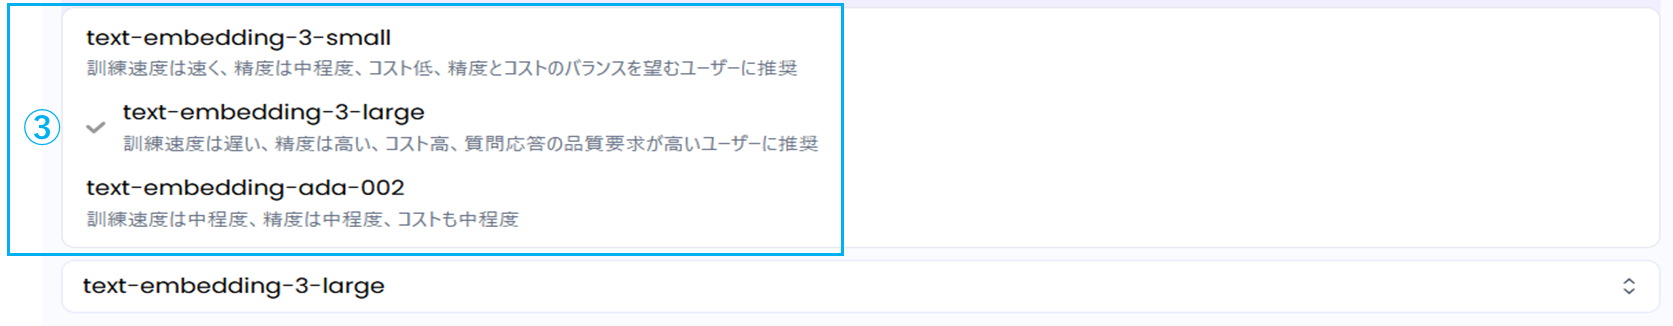 text-embedding-3-small
訓練速度は速く、精度は中程度、コスト低、精度とコストのバランスを望むユーザーに推奨
③
text-embedding-3-large
訓練速度は遅い、精度は高い、コスト高、質問応答の品質要求が高いユーザーに推奨
text-embedding-ada-002
訓練速度は中程度、精度は中程度、コストも中程度
text-embedding-3-large